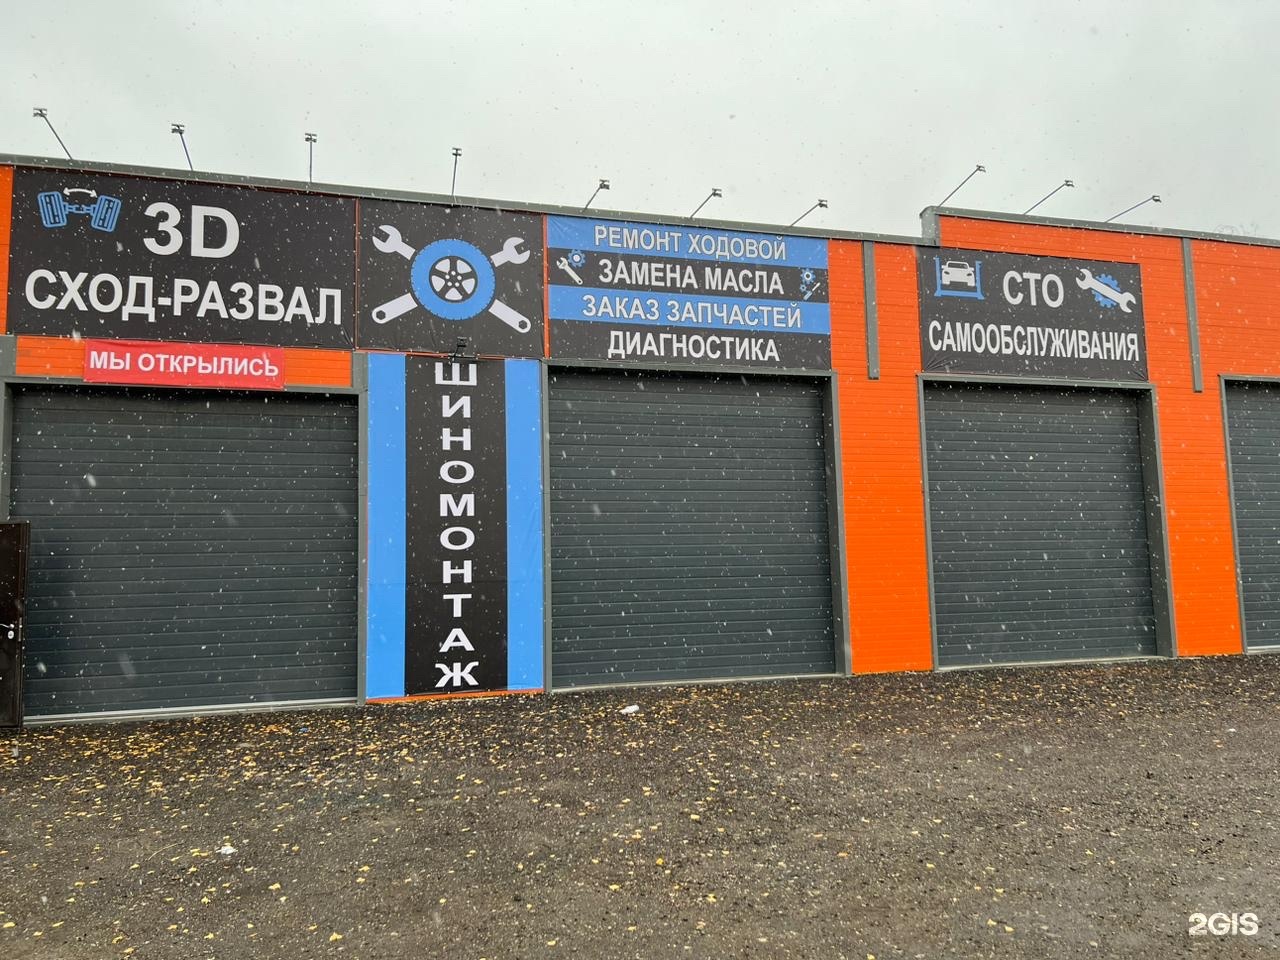 3D
СХОД-РАЗВАЛ
МЫ ОТКРЫЛИСЬ
ШИНОМОНТАЖ
РЕМОНТ ХОДОВОЙ
ЗАМЕНА МАСЛА
ЗАКАЗ ЗАПЧАСТЕЙ
ДИАГНОСТИКА
СТО
САМООБСЛУЖИВАНИЯ
2GIS